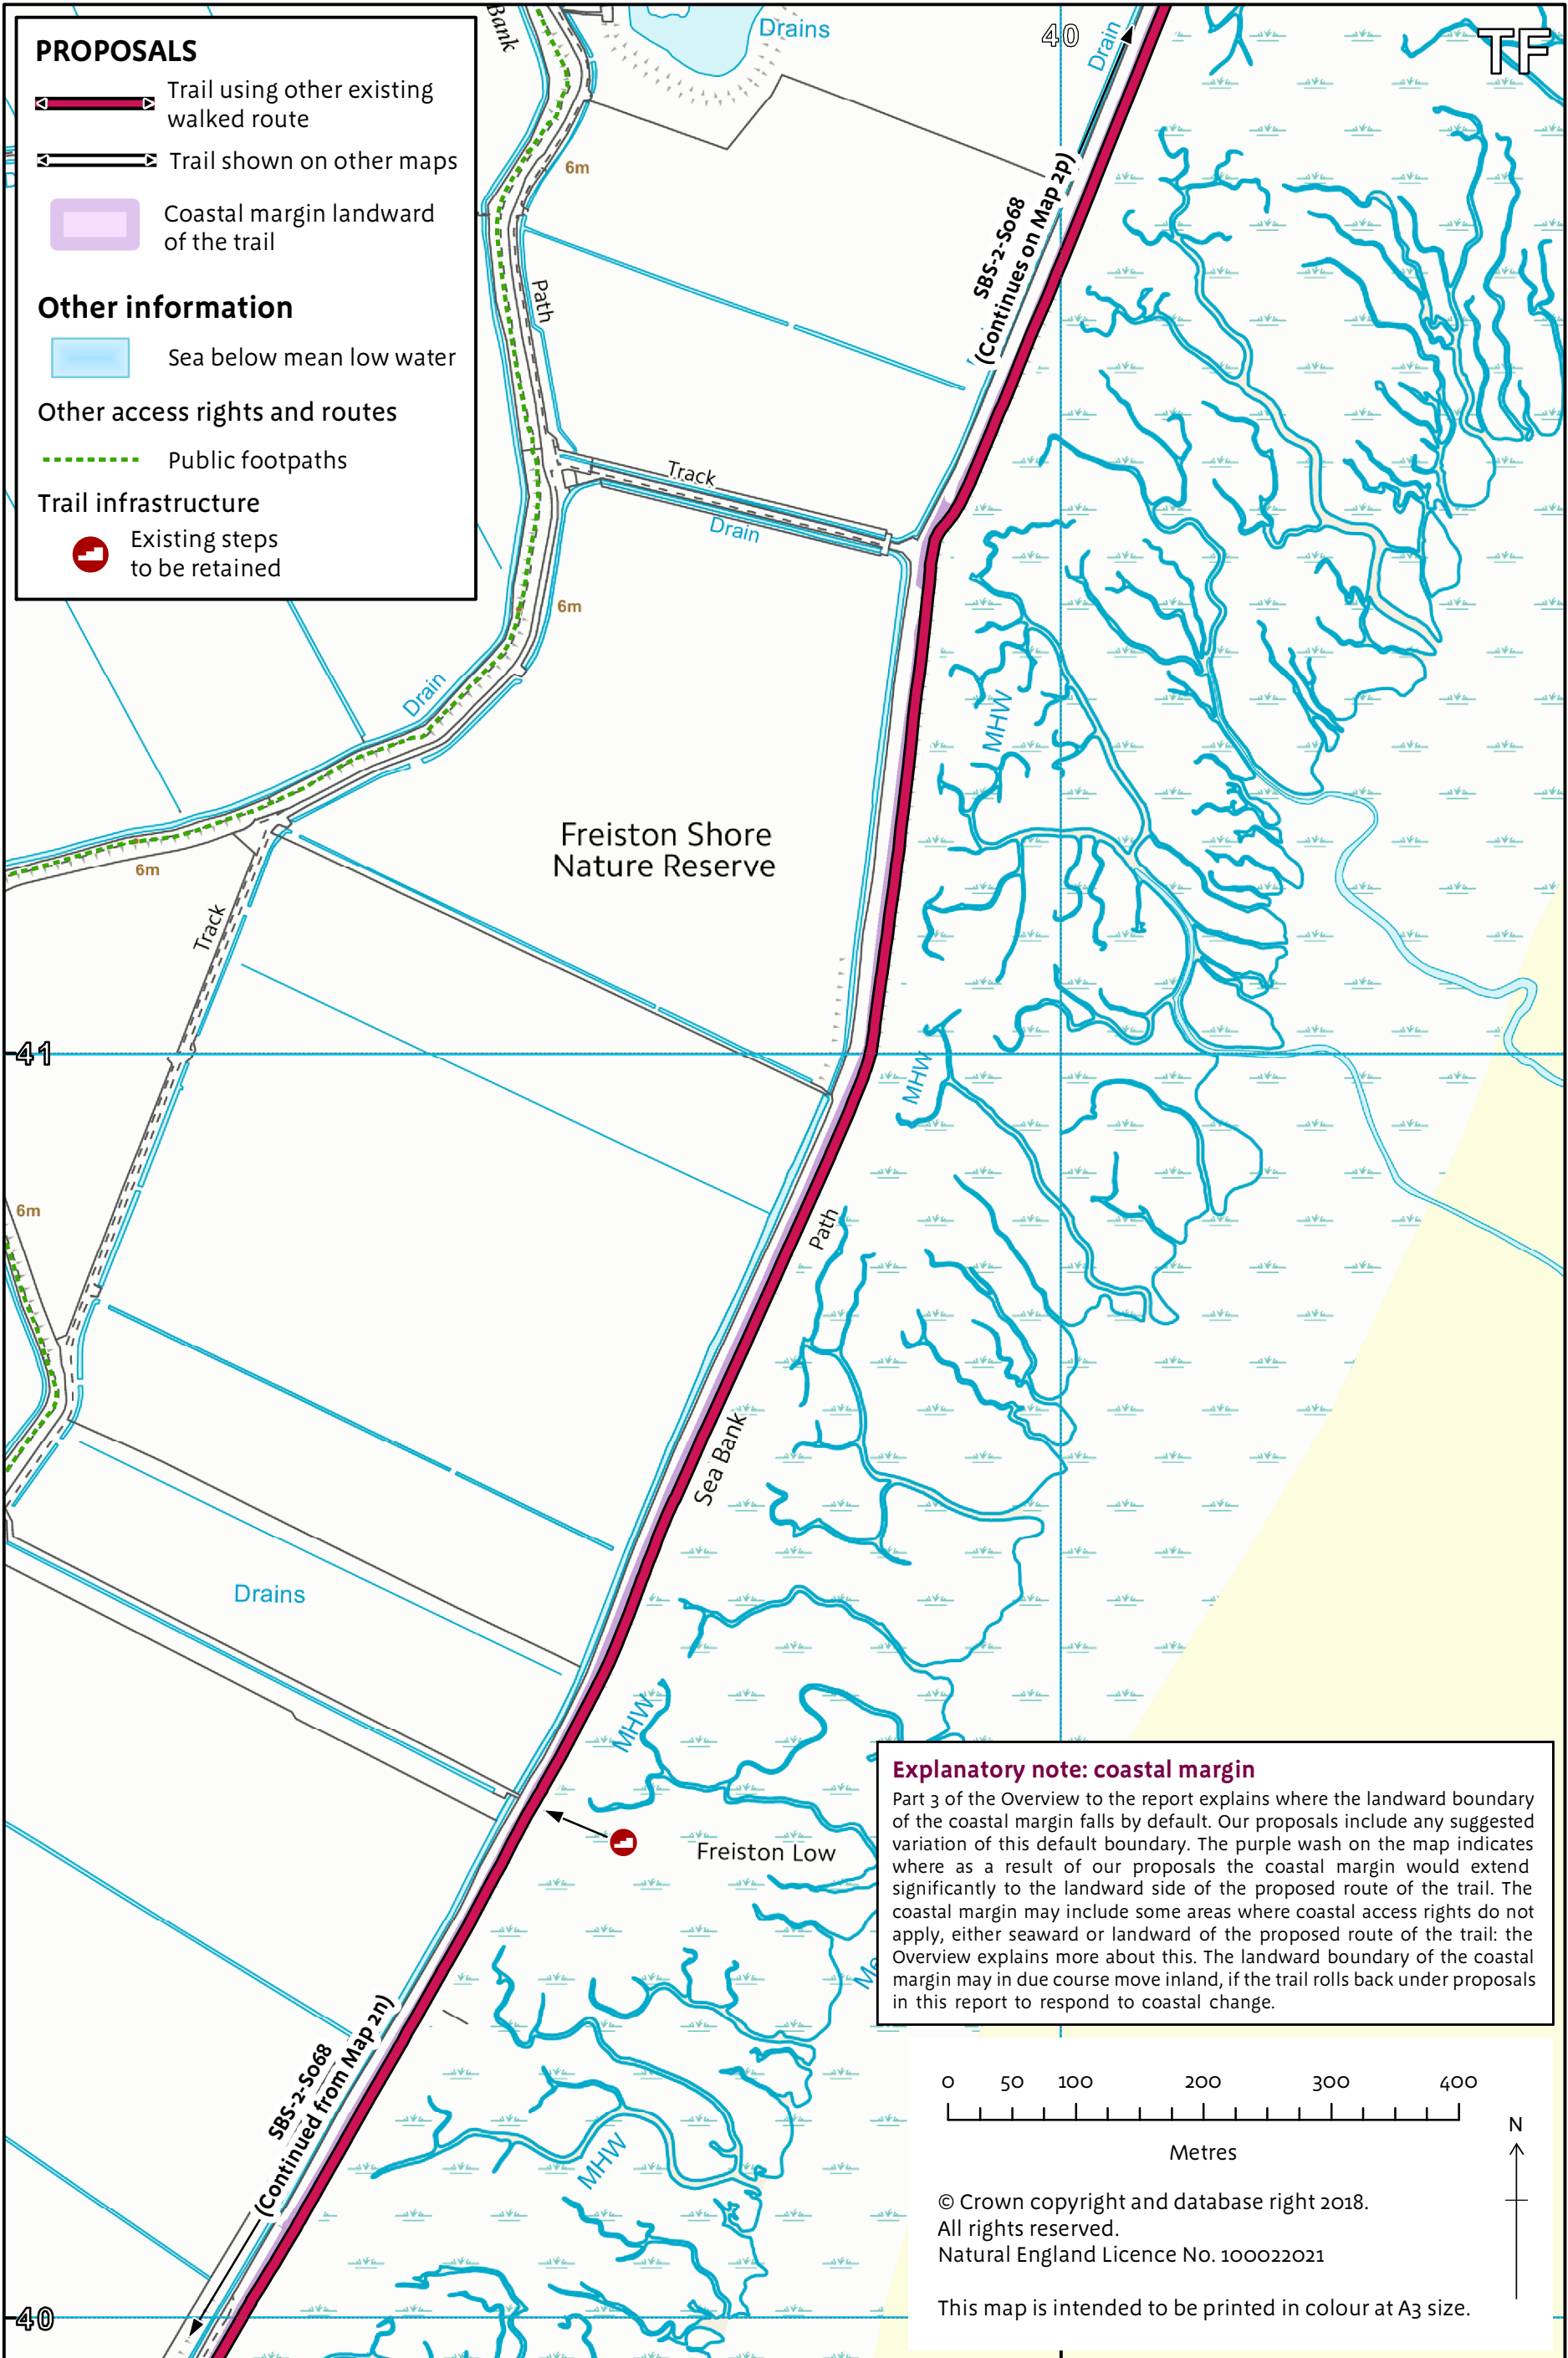 PROPOSALS
Trail using other existing
walked route
Trail shown on other maps
Coastal margin landward
of the trail
Other information
Sea below mean low water
Other access rights and routes
Public footpaths
Trail infrastructure
Existing steps
to be retained
Bank
Drains
40
Drain
TF
6m
SBS-2-S068
(Continues on Map 2p)
Path
Track
Drain
6m
Drain
MHW
Freiston Shore
Nature Reserve
6m
Track
41
MHW
6m
Path
Sea Bank
Drains
MHW
Freiston Low
Explanatory note: coastal margin
Part 3 of the Overview to the report explains where the landward boundary
of the coastal margin falls by default. Our proposals include any suggested
variation of this default boundary. The purple wash on the map indicates
where as a result of our proposals the coastal margin would extend
significantly to the landward side of the proposed route of the trail. The
coastal margin may include some areas where coastal access rights do not
apply, either seaward or landward of the proposed route of the trail: the
Overview explains more about this. The landward boundary of the coastal
margin may in due course move inland, if the trail rolls back under proposals
in this report to respond to coastal change.
SBS-2-S068
(Continued from Map 2n)
MHW
0 50 100 200 300 400
Metres
N
© Crown copyright and database right 2018.
All rights reserved.
Natural England Licence No. 100022021
This map is intended to be printed in colour at A3 size.
40